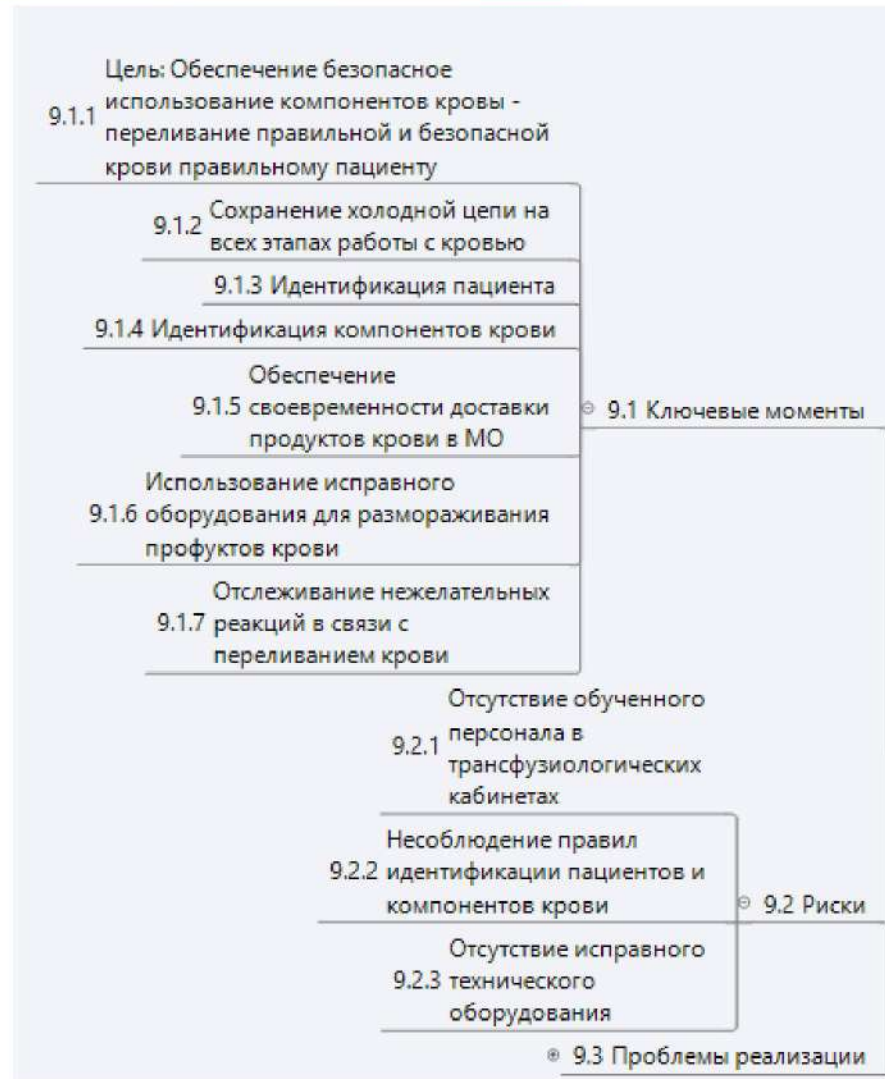 Цель: Обеспечение безопасное
9.1.1 использование компонентов кровы -
переливание правильной и безопасной
крови правильному пациенту
9.1.2 Сохранение холодной цепи на
всех этапах работы с кровью
9.1.3 Идентификация пациента
9.1.4 Идентификация компонентов крови
Обеспечение
9.1.5 своевременности доставки
продуктов крови в МО
Использование исправного
9.1.6 оборудования для размораживания
профуктов крови
Отслеживание нежелательных
9.1.7 реакций в связи с
переливанием крови
9.1 Ключевые моменты
Отсутствие обученного
9.2.1 персонала в
трансфузиологических
кабинетах
Несоблюдение правил
9.2.2 идентификации пациентов и
компонентов крови
Отсутствие исправного
9.2.3 технического
оборудования
9.2 Риски
9.3 Проблемы реализации